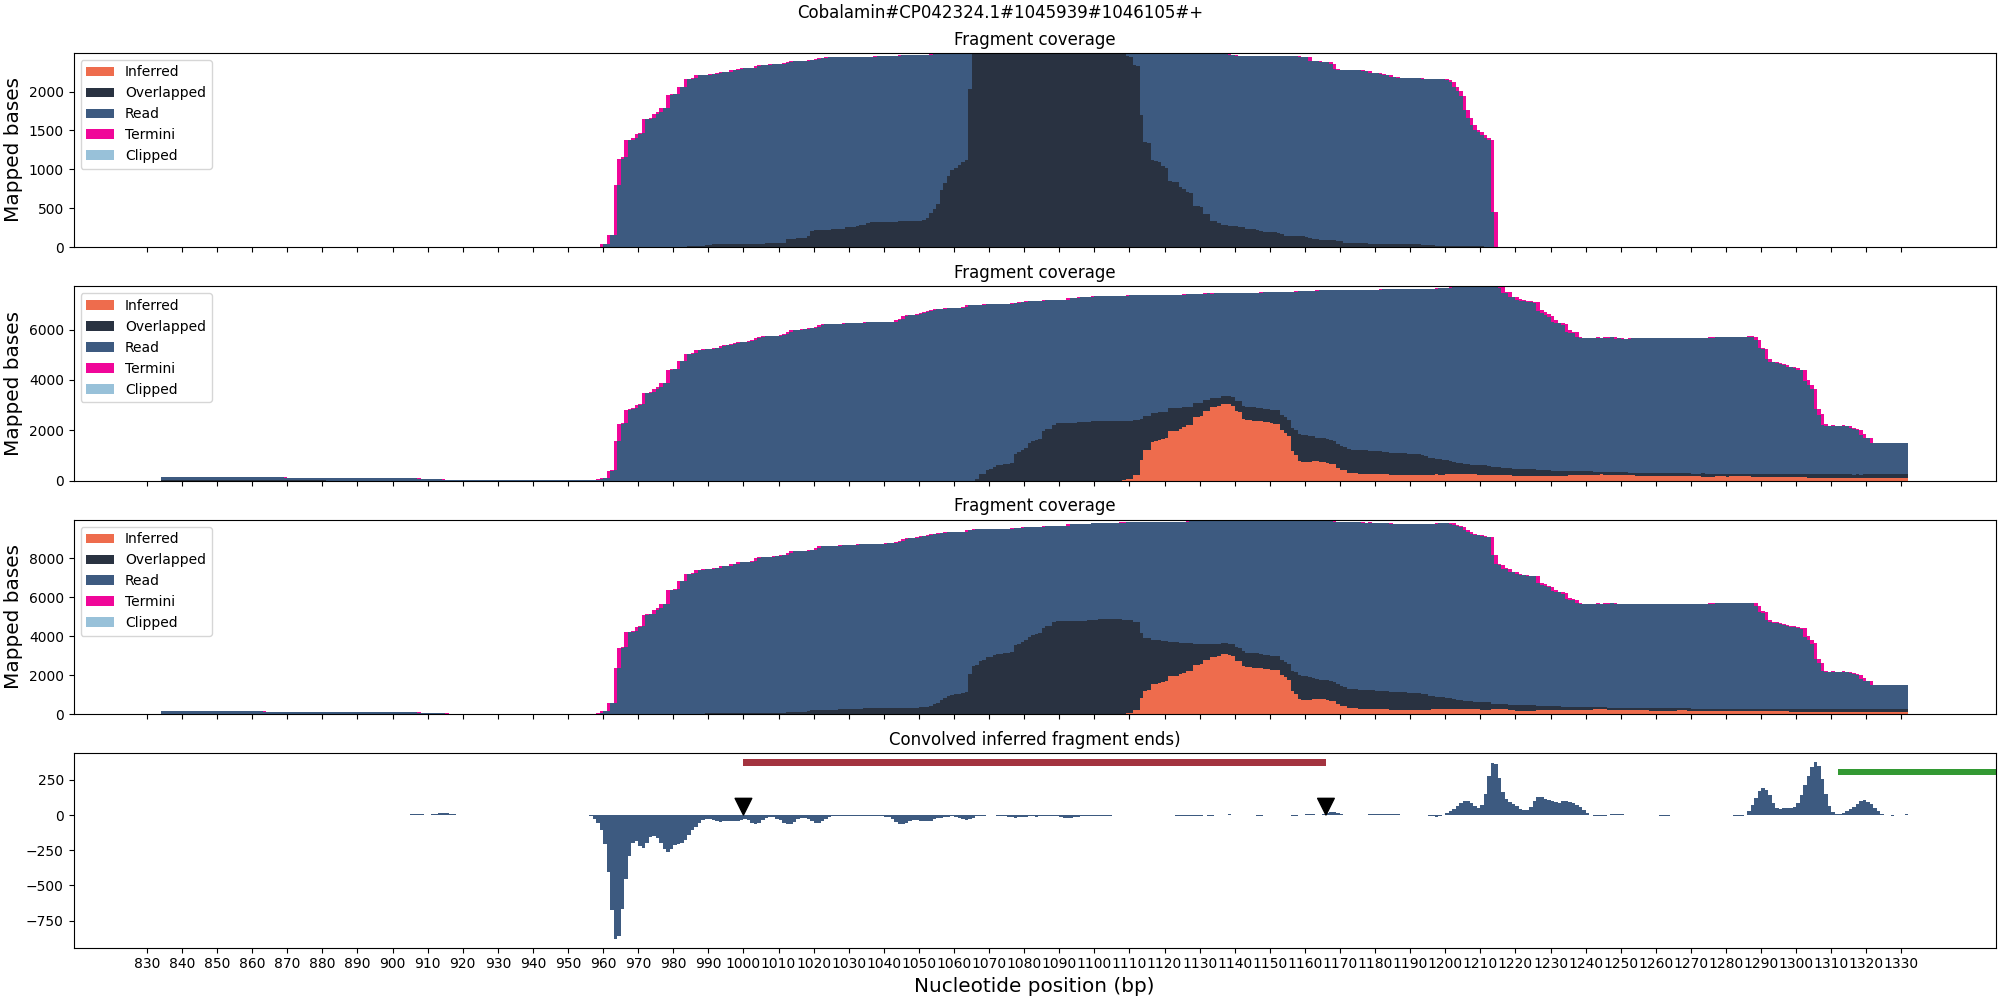 Cobalamin#CP042324.1#1045939#1046105#+
Fragment coverage
Mapped bases
2000
1500
1000
500
0
Inferred
Overlapped
Read
Termini
Clipped
Fragment coverage
Mapped bases
6000
4000
2000
0
Inferred
Overlapped
Read
Termini
Clipped
Fragment coverage
Mapped bases
8000
6000
4000
2000
0
Inferred
Overlapped
Read
Termini
Clipped
Convolved inferred fragment ends)
250
0
−250
−500
−750
830 840 850 860 870 880 890 900 910 920 930 940 950 960 970 980 990 1000 1010 1020 1030 1040 1050 1060 1070 1080 1090 1100 1110 1120 1130 1140 1150 1160 1170 1180 1190 1200 1210 1220 1230 1240 1250 1260 1270 1280 1290 1300 1310 1320 1330
Nucleotide position (bp)